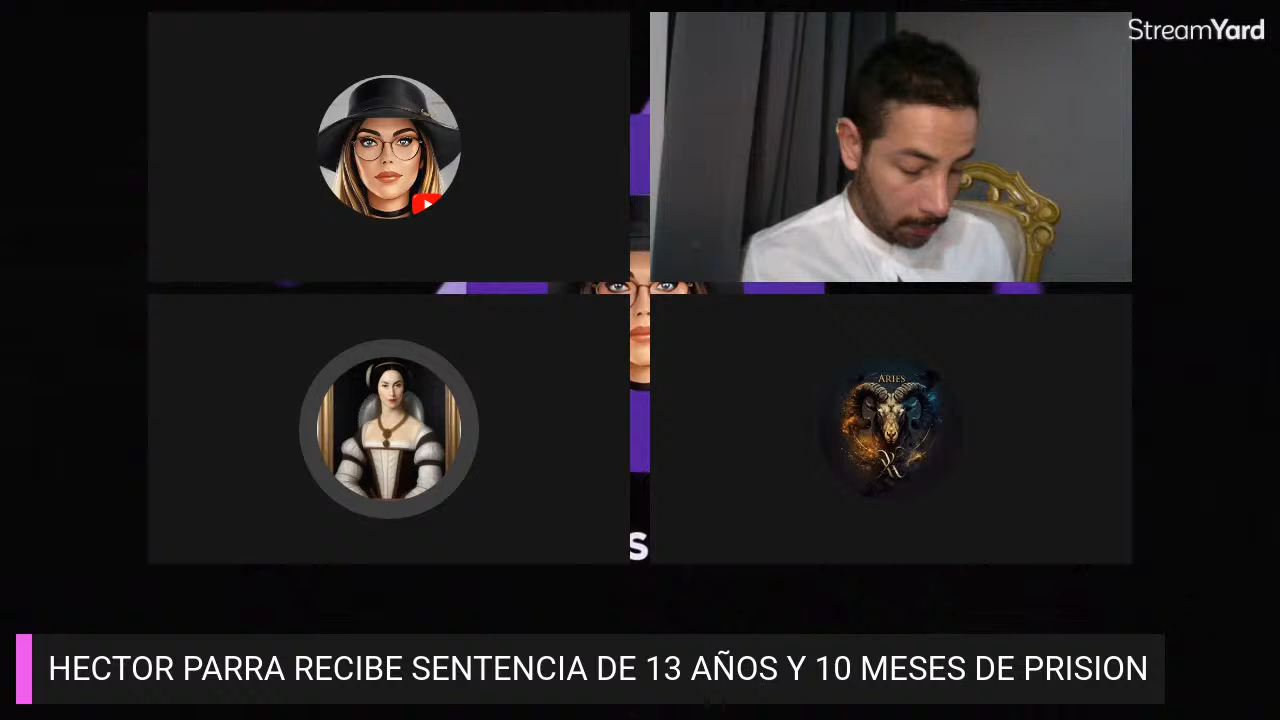 StreamYard
ARIES
S
HECTOR PARRA RECIBE SENTENCIA DE 13 AÑOS Y 10 MESES DE PRISION